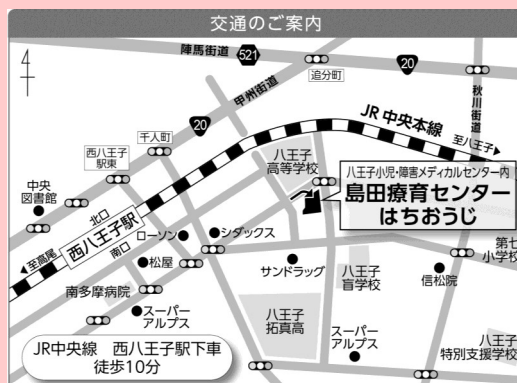 交通のご案内
陣馬街道
521
追分町
20
甲州街道
秋川街道
20
千人町
JR中央本線
至八王子
西八王子
駅東
八王子
高等学校
八王子小児・障害メディカルセンター内
島田療育センター
はちおうじ
中央
図書館
北口
西八王子駅
南口
至高尾
ローソン
シダックス
松屋
サンドラッグ
八王子
盲学校
信松院
第七
小学校
南多摩病院
スーパー
アルプス
八王子
拓真高
スーパー
アルプス
八王子
特別支援学校
JR中央線 西八王子駅下車
徒歩10分